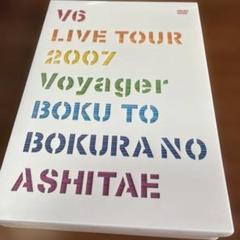 V6
LIVE TOUR
2007
Voyager
BOKU TO
BOKURA NO
ASHITAE